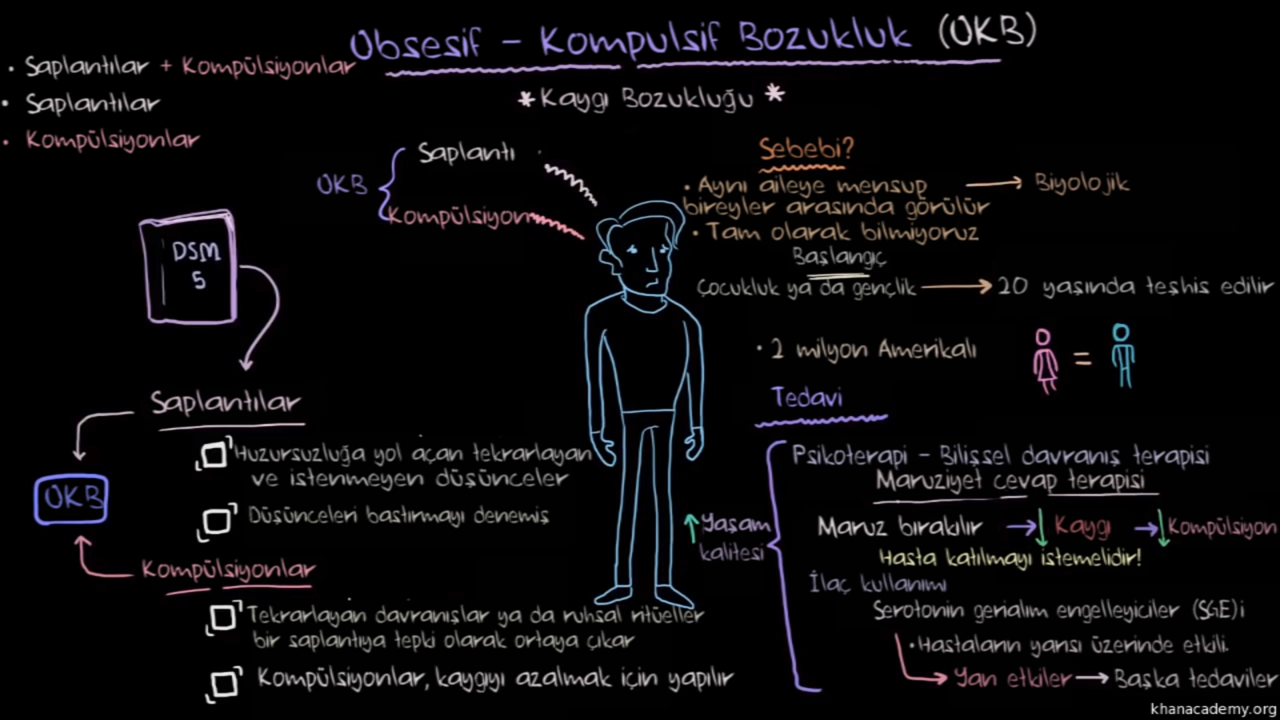 Obsesif - Kompulsif Bozukluk (OKB)
* Kaygı Bozukluğu *
• Saplantılar + Kompülsiyonlar
• Saplantılar
• Kompülsiyonlar
OKB
Saplantı
Kompülsiyon
DSM
5
Saplantılar
Huzursuzluğa yol açan tekrarlayan
ve istenmeyen düşünceler
Düşünceleri bastırmayı denemiş
OKB
Kompülsiyonlar
Tekrarlayan davranışlar ya da ruhsal ritüeller
bir saplantıya tepki olarak ortaya çıkar
Kompülsiyonlar, kaygıyı azalmak için yapılır
Sebebi?
• Aynı aileye mensup → Biyolojik
bireyler arasında görülür
• Tam olarak bilmiyoruz
Başlangıç
Çocukluk ya da gençlik → 20 yaşında teşhis edilir
• 2 milyon Amerikalı
=
Tedavi
↑ Yaşam
kalitesi
Psikoterapi - Bilişsel davranış terapisi
Maruziyet cevap terapisi
Maruz bırakılır → ↓ Kaygı → ↓ Kompülsiyon
Hasta katılmayı istemelidir!
İlaç kullanımı
Serotonin gerialım engelleyiciler (SGE)i
• Hastaların yarısı üzerinde etkili.
Yan etkiler → Başka tedaviler
khanacademy.org